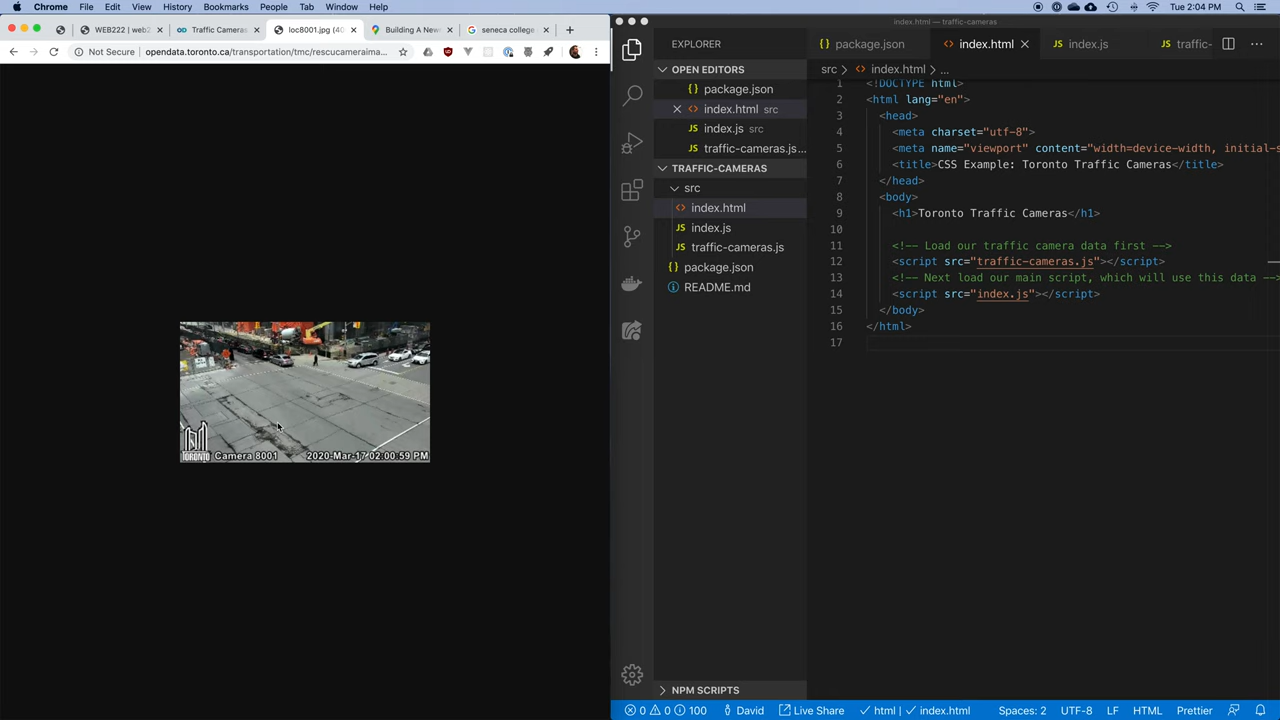 Chrome File Edit View History Bookmarks People Tab Window Help
Tue 2:04 PM
WEB222 | web2
Traffic Cameras
loc8001.jpg (40
Building A New
seneca college
Not Secure opendata.toronto.ca/transportation/tmc/rescucameraima...
TORONTO
Camera 8001 2020-Mar-17 02:00:59 PM
index.html — traffic-cameras
EXPLORER
package.json
index.html
index.js
traffic-
src > index.html > ...
OPEN EDITORS
package.json
index.html src
index.js src
traffic-cameras.js...
TRAFFIC-CAMERAS
src
index.html
index.js
traffic-cameras.js
package.json
README.md
NPM SCRIPTS
1 <!DOCTYPE html>
2 <html lang="en">
3 <head>
4 <meta charset="utf-8">
5 <meta name="viewport" content="width=device-width, initial-s
6 <title>CSS Example: Toronto Traffic Cameras</title>
7 </head>
8 <body>
9 <h1>Toronto Traffic Cameras</h1>
10
11 <!-- Load our traffic camera data first -->
12 <script src="traffic-cameras.js"></script>
13 <!-- Next load our main script, which will use this data -->
14 <script src="index.js"></script>
15 </body>
16 </html>
17
0 0 100 David Live Share html | index.html Spaces: 2 UTF-8 LF HTML Prettier